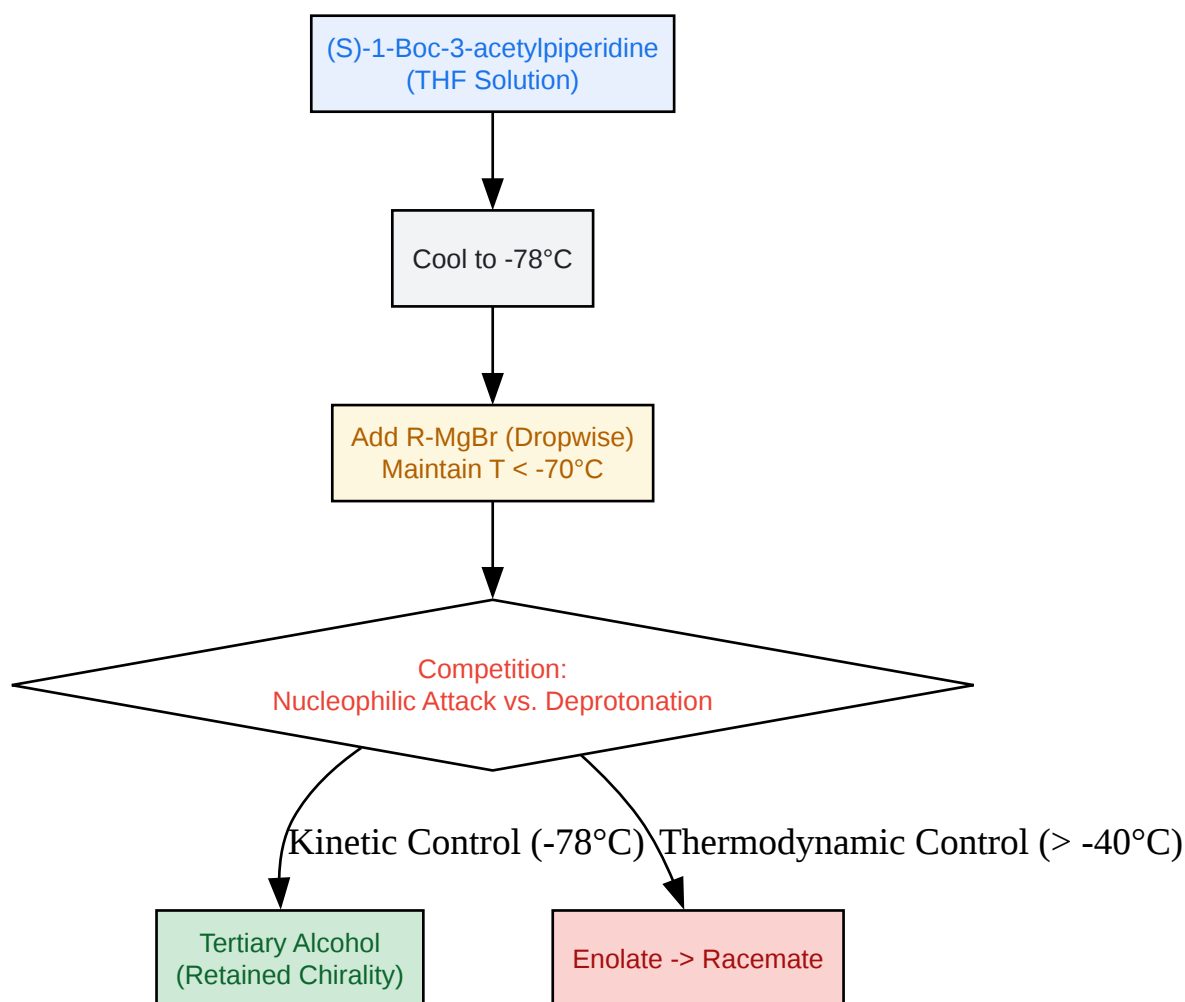 (S)-1-Boc-3-acetylpiperidine
(THF Solution)
Cool to -78°C
Add R-MgBr (Dropwise)
Maintain T < -70°C
Competition:
Nucleophilic Attack vs. Deprotonation
Kinetic Control (-78°C)
Thermodynamic Control (> -40°C)
Tertiary Alcohol
(Retained Chirality)
Enolate -> Racemate